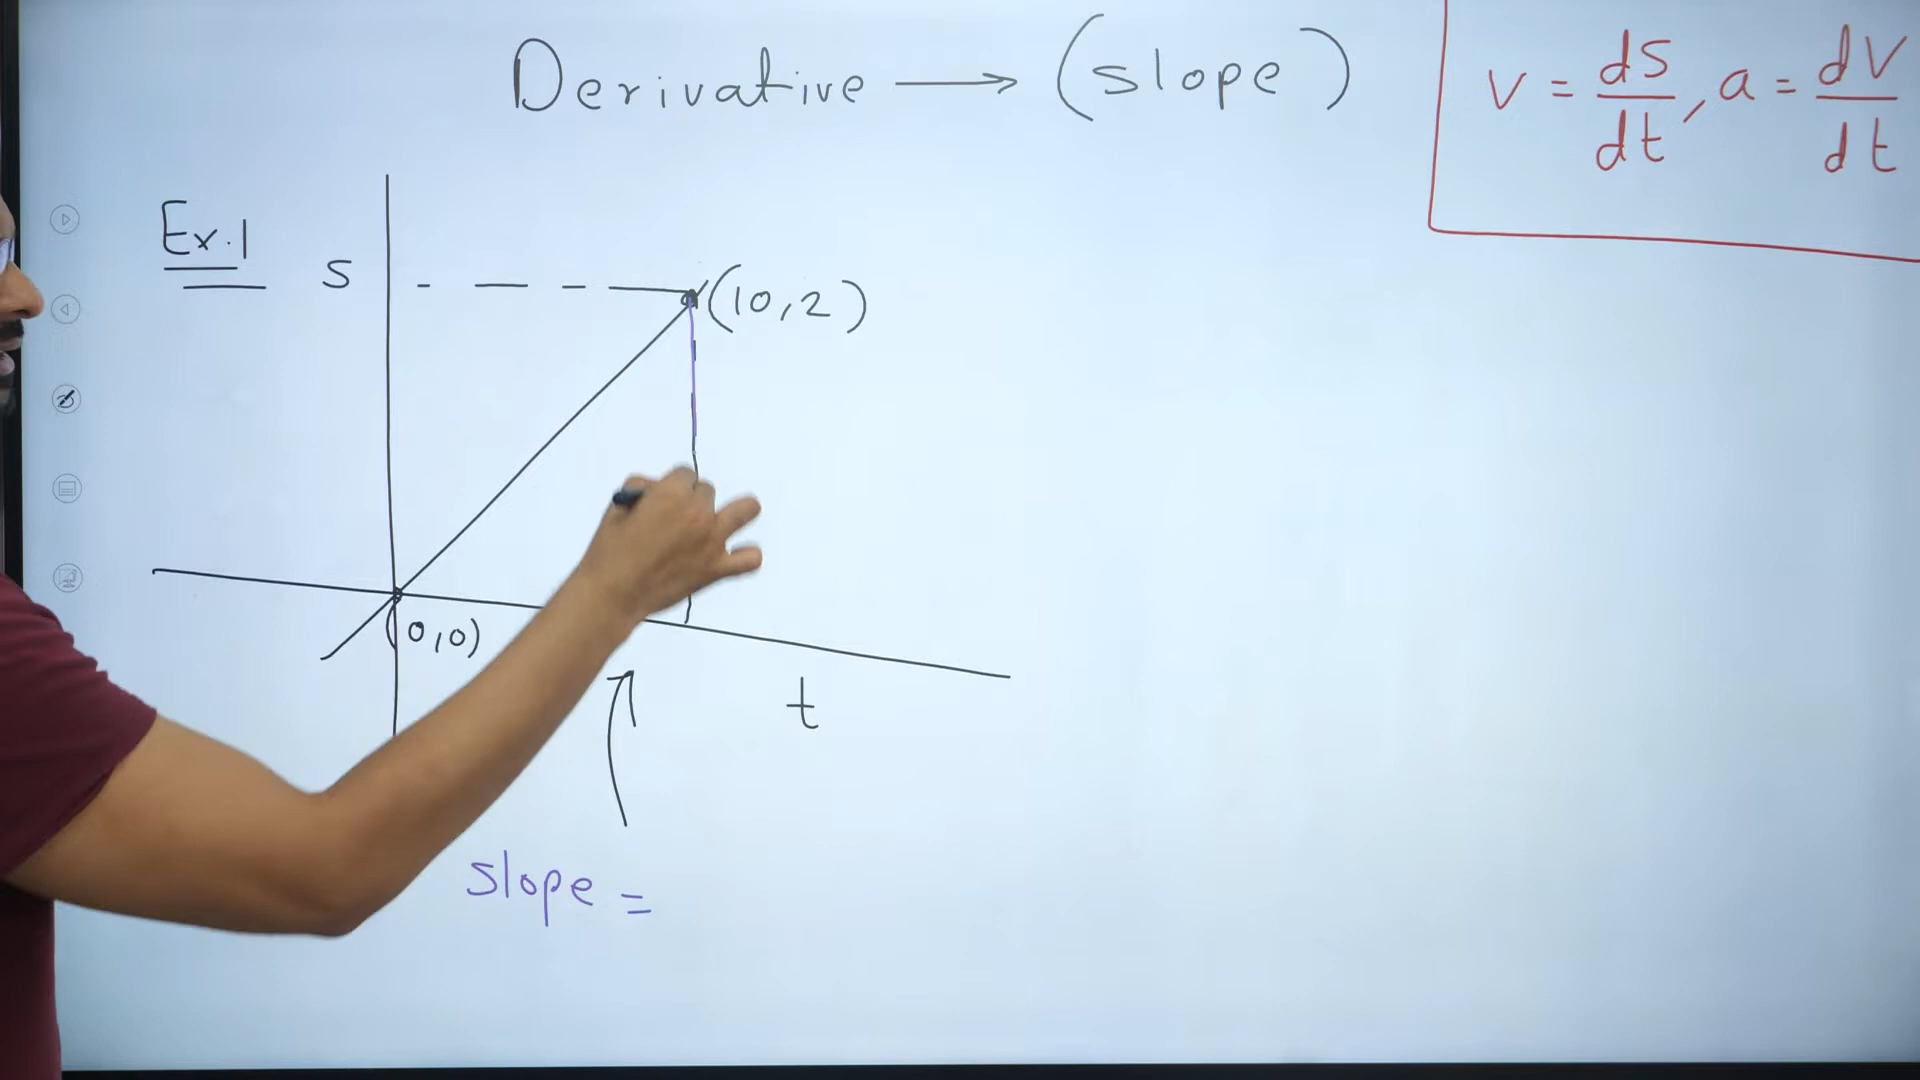 Derivative → (slope)
v = ds/dt, a = dv/dt
Ex.1
s
(10,2)
(0,0)
t
slope =